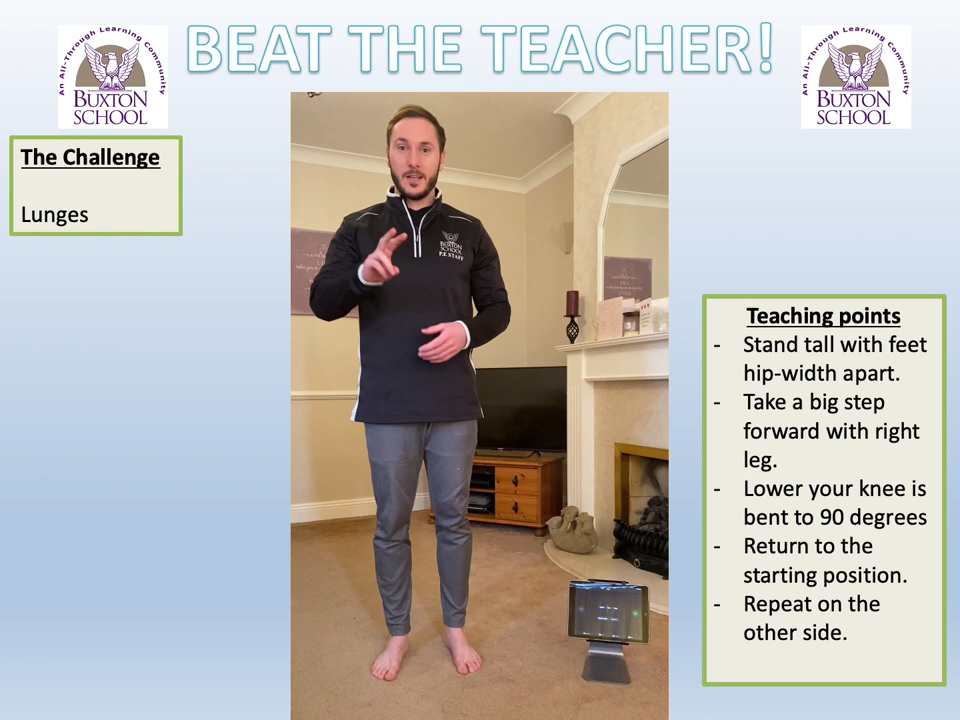 BEAT THE TEACHER!
An All-Through Learning Community
BUXTON
SCHOOL
An All-Through Learning Community
BUXTON
SCHOOL
The Challenge
Lunges
BUXTON
SCHOOL
P.E STAFF
Teaching points
- Stand tall with feet
hip-width apart.
- Take a big step
forward with right
leg.
- Lower your knee is
bent to 90 degrees
- Return to the
starting position.
- Repeat on the
other side.